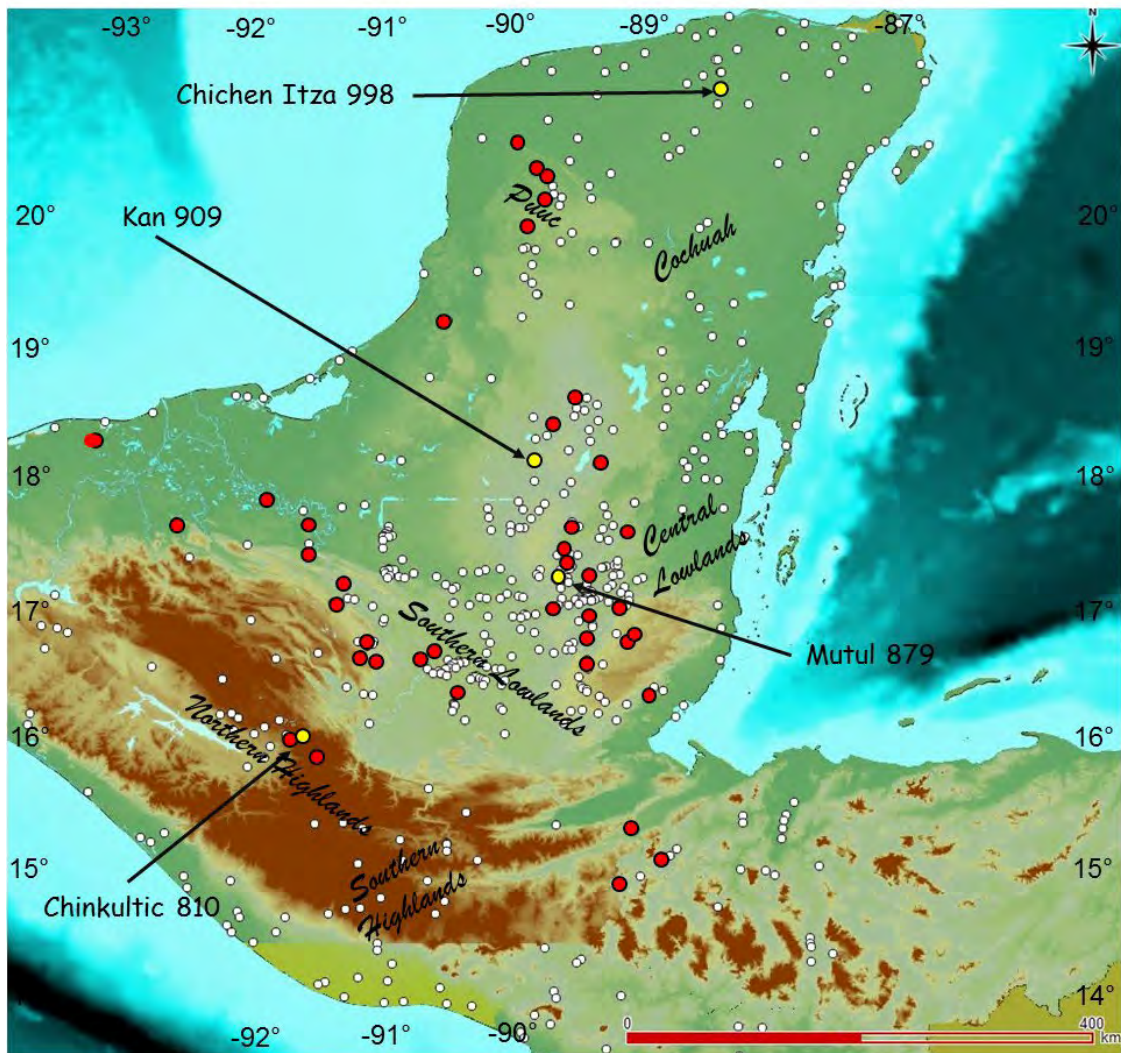 -93° -92° -91° -90° -89° -88° -87°
N
Chichen Itza 998
Puuc
Kan 909
20° 20°
Cochuah
19° 19°
18° 18°
Central
Lowlands
17° 17°
Southern Lowlands
Mutul 879
16° 16°
Northern Highlands
15° 15°
Southern
Highlands
Chinkultic 810
14°
-92° -91° -90°
0 400
km